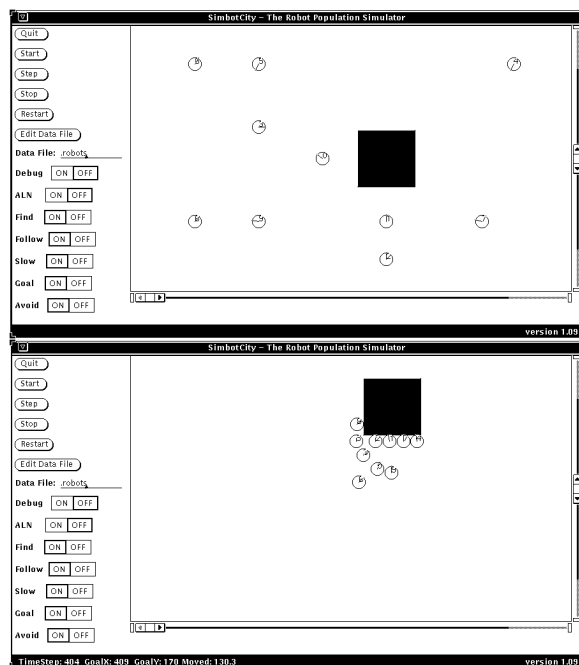 SimbotCity – The Robot Population Simulator
Quit
Start
Step
Stop
Restart
Edit Data File
Data File: .robots
Debug ON OFF
ALN ON OFF
Find ON OFF
Follow ON OFF
Slow ON OFF
Goal ON OFF
Avoid ON OFF
version 1.09
SimbotCity – The Robot Population Simulator
Quit
Start
Step
Stop
Restart
Edit Data File
Data File: .robots
Debug ON OFF
ALN ON OFF
Find ON OFF
Follow ON OFF
Slow ON OFF
Goal ON OFF
Avoid ON OFF
TimeStep: 404 GoalX: 409 GoalY: 170 Moved: 130.3
version 1.09